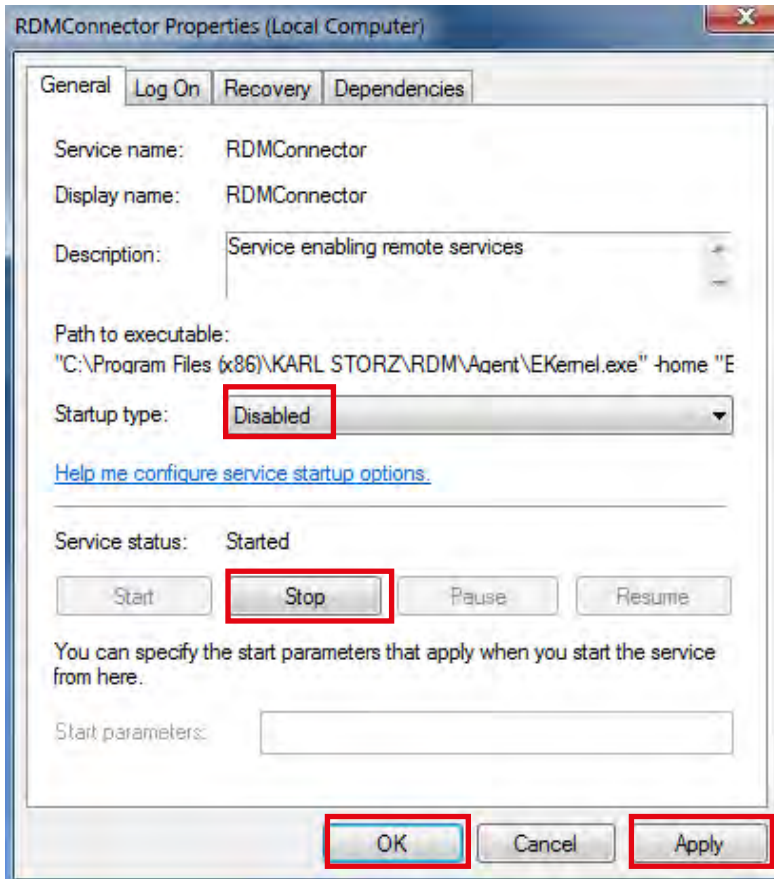 RDMConnector Properties (Local Computer)
General Log On Recovery Dependencies
Service name: RDMConnector
Display name: RDMConnector
Description: Service enabling remote services
Path to executable:
"C:\Program Files (x86)\KARL STORZ\RDM\Agent\EKernel.exe" -home "E
Startup type: Disabled
Help me configure service startup options.
Service status: Started
Start Stop Pause Resume
You can specify the start parameters that apply when you start the service
from here.
Start parameters:
OK Cancel Apply